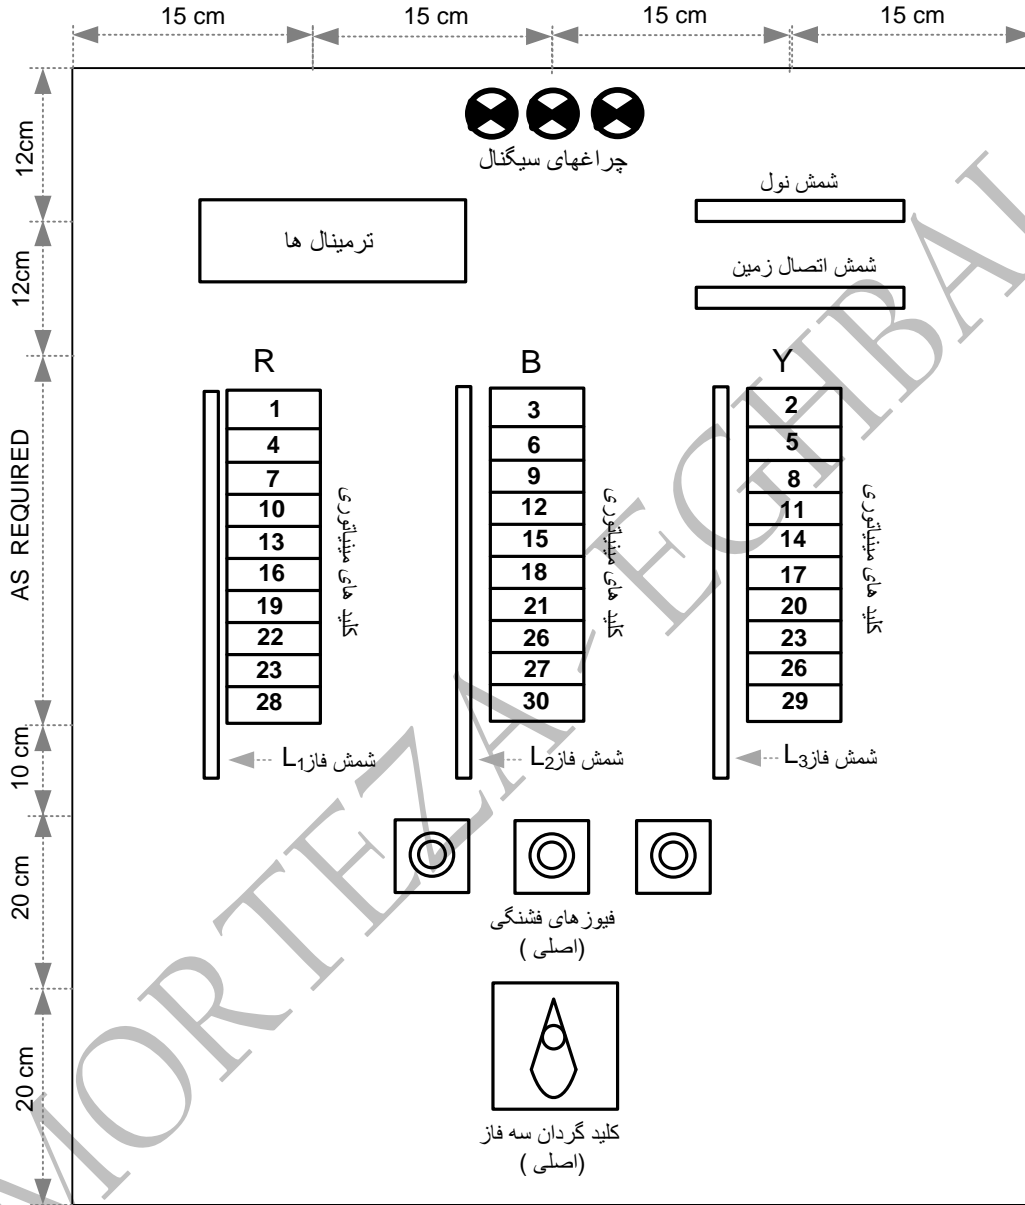 15 cm
15 cm
15 cm
15 cm
12cm
12cm
AS REQUIRED
10 cm
20 cm
20 cm
چراغهای سیگنال
ترمینال ها
شمش نول
شمش اتصال زمین
R
1
4
7
10
13
16
19
22
23
28
کلید های مینیاتوری
شمش فازL1
B
3
6
9
12
15
18
21
26
27
30
کلید های مینیاتوری
شمش فازL2
Y
2
5
8
11
14
17
20
23
26
29
کلید های مینیاتوری
شمش فازL3
فیوزهای فشنگی
(اصلی )
کلید گردان سه فاز
(اصلی )
MORTEZA - EGHBAL